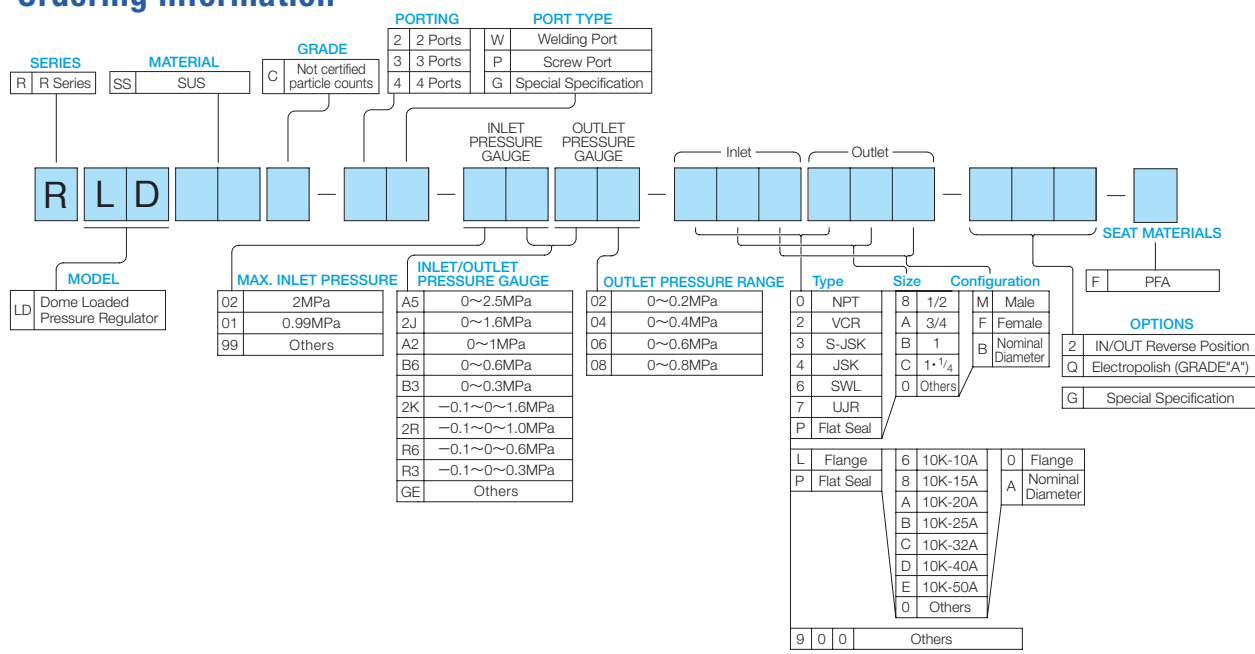 Ordering Information
PORTING
2 2 Ports
3 3 Ports
4 4 Ports
PORT TYPE
W Welding Port
P Screw Port
G Special Specification
GRADE
C Not certified
particle counts
SERIES
R R Series
MATERIAL
SS SUS
INLET
PRESSURE
GAUGE
OUTLET
PRESSURE
GAUGE
Inlet
Outlet
R L D — — — — —
MODEL
LD Dome Loaded
Pressure Regulator
MAX. INLET PRESSURE
02 2MPa
01 0.99MPa
99 Others
INLET/OUTLET
PRESSURE GAUGE
A5 0～2.5MPa
2J 0～1.6MPa
A2 0～1MPa
B6 0～0.6MPa
B3 0～0.3MPa
2K －0.1～0～1.6MPa
2R －0.1～0～1.0MPa
R6 －0.1～0～0.6MPa
R3 －0.1～0～0.3MPa
GE Others
OUTLET PRESSURE RANGE
02 0～0.2MPa
04 0～0.4MPa
06 0～0.6MPa
08 0～0.8MPa
Type
0 NPT
2 VCR
3 S-JSK
4 JSK
6 SWL
7 UJR
P Flat Seal
Size
8 1/2
A 3/4
B 1
C 1・1/4
0 Others
Configuration
M Male
F Female
B Nominal
Diameter
L Flange
P Flat Seal
6 10K-10A
8 10K-15A
A 10K-20A
B 10K-25A
C 10K-32A
D 10K-40A
E 10K-50A
0 Others
0 Flange
A Nominal
Diameter
9 0 0 Others
SEAT MATERIALS
F PFA
OPTIONS
2 IN/OUT Reverse Position
Q Electropolish (GRADE"A")
G Special Specification